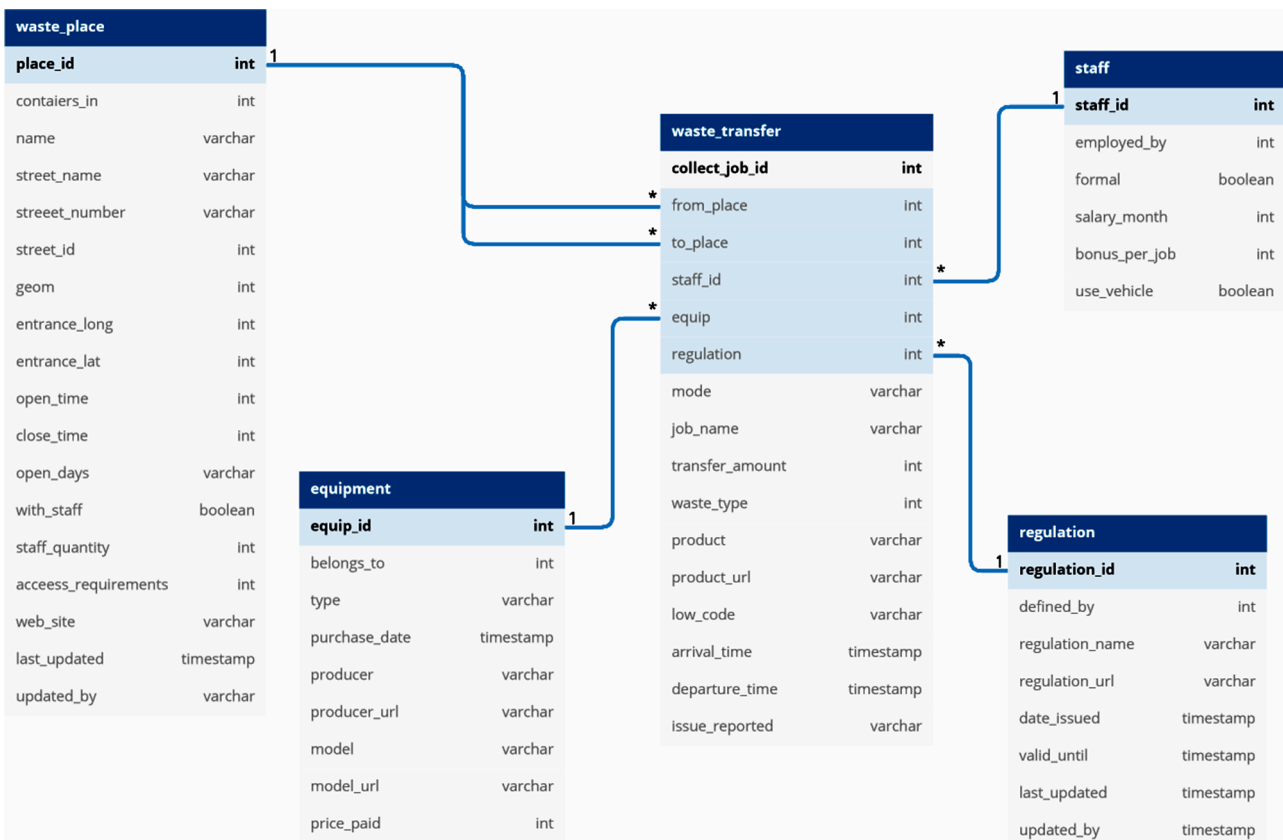 waste_place
place_id int
contaiers_in int
name varchar
street_name varchar
streeet_number varchar
street_id int
geom int
entrance_long int
entrance_lat int
open_time int
close_time int
open_days varchar
with_staff boolean
staff_quantity int
acceess_requirements int
web_site varchar
last_updated timestamp
updated_by varchar
1
equipment
equip_id int
belongs_to int
type varchar
purchase_date timestamp
producer varchar
producer_url varchar
model varchar
model_url varchar
price_paid int
1
waste_transfer
collect_job_id int
* from_place int
* to_place int
staff_id int *
* equip int
regulation int *
mode varchar
job_name varchar
transfer_amount int
waste_type int
product varchar
product_url varchar
low_code varchar
arrival_time timestamp
departure_time timestamp
issue_reported varchar
staff
1 staff_id int
employed_by int
formal boolean
salary_month int
bonus_per_job int
use_vehicle boolean
regulation
1 regulation_id int
defined_by int
regulation_name varchar
regulation_url varchar
date_issued timestamp
valid_until timestamp
last_updated timestamp
updated_by timestamp